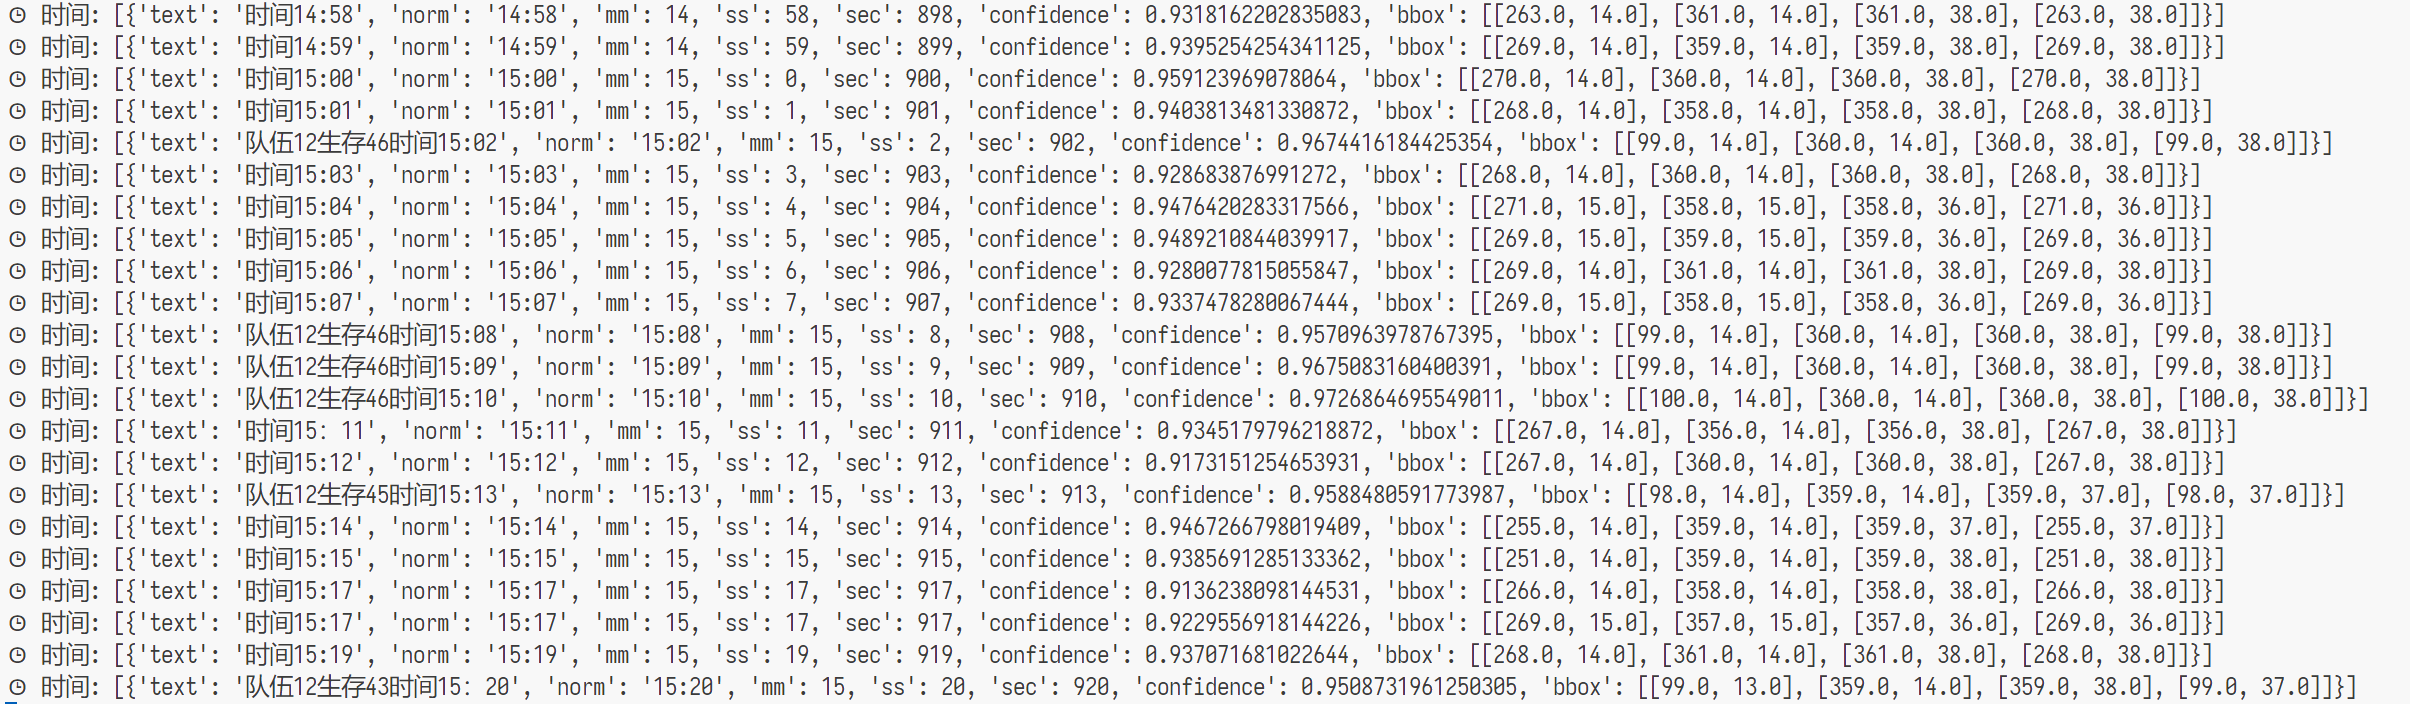 时间: [{'text': '时间14:58', 'norm': '14:58', 'mm': 14, 'ss': 58, 'sec': 898, 'confidence': 0.9318162202835083, 'bbox': [[263.0, 14.0], [361.0, 14.0], [361.0, 38.0], [263.0, 38.0]]}]
时间: [{'text': '时间14:59', 'norm': '14:59', 'mm': 14, 'ss': 59, 'sec': 899, 'confidence': 0.9395254254341125, 'bbox': [[269.0, 14.0], [359.0, 14.0], [359.0, 38.0], [269.0, 38.0]]}]
时间: [{'text': '时间15:00', 'norm': '15:00', 'mm': 15, 'ss': 0, 'sec': 900, 'confidence': 0.959123969078064, 'bbox': [[270.0, 14.0], [360.0, 14.0], [360.0, 38.0], [270.0, 38.0]]}]
时间: [{'text': '时间15:01', 'norm': '15:01', 'mm': 15, 'ss': 1, 'sec': 901, 'confidence': 0.9403813481330872, 'bbox': [[268.0, 14.0], [358.0, 14.0], [358.0, 38.0], [268.0, 38.0]]}]
时间: [{'text': '队伍12生存46时间15:02', 'norm': '15:02', 'mm': 15, 'ss': 2, 'sec': 902, 'confidence': 0.9674416184425354, 'bbox': [[99.0, 14.0], [360.0, 14.0], [360.0, 38.0], [99.0, 38.0]]}]
时间: [{'text': '时间15:03', 'norm': '15:03', 'mm': 15, 'ss': 3, 'sec': 903, 'confidence': 0.928683876991272, 'bbox': [[268.0, 14.0], [360.0, 14.0], [360.0, 38.0], [268.0, 38.0]]}]
时间: [{'text': '时间15:04', 'norm': '15:04', 'mm': 15, 'ss': 4, 'sec': 904, 'confidence': 0.9476420283317566, 'bbox': [[271.0, 15.0], [358.0, 15.0], [358.0, 36.0], [271.0, 36.0]]}]
时间: [{'text': '时间15:05', 'norm': '15:05', 'mm': 15, 'ss': 5, 'sec': 905, 'confidence': 0.9489210844039917, 'bbox': [[269.0, 15.0], [359.0, 15.0], [359.0, 36.0], [269.0, 36.0]]}]
时间: [{'text': '时间15:06', 'norm': '15:06', 'mm': 15, 'ss': 6, 'sec': 906, 'confidence': 0.9280077815055847, 'bbox': [[269.0, 14.0], [361.0, 14.0], [361.0, 38.0], [269.0, 38.0]]}]
时间: [{'text': '时间15:07', 'norm': '15:07', 'mm': 15, 'ss': 7, 'sec': 907, 'confidence': 0.9337478280067444, 'bbox': [[269.0, 15.0], [358.0, 15.0], [358.0, 36.0], [269.0, 36.0]]}]
时间: [{'text': '队伍12生存46时间15:08', 'norm': '15:08', 'mm': 15, 'ss': 8, 'sec': 908, 'confidence': 0.9570963978767395, 'bbox': [[99.0, 14.0], [360.0, 14.0], [360.0, 38.0], [99.0, 38.0]]}]
时间: [{'text': '队伍12生存46时间15:09', 'norm': '15:09', 'mm': 15, 'ss': 9, 'sec': 909, 'confidence': 0.9675083160400391, 'bbox': [[99.0, 14.0], [360.0, 14.0], [360.0, 38.0], [99.0, 38.0]]}]
时间: [{'text': '队伍12生存46时间15:10', 'norm': '15:10', 'mm': 15, 'ss': 10, 'sec': 910, 'confidence': 0.9726864695549011, 'bbox': [[100.0, 14.0], [360.0, 14.0], [360.0, 38.0], [100.0, 38.0]]}]
时间: [{'text': '时间15：11', 'norm': '15:11', 'mm': 15, 'ss': 11, 'sec': 911, 'confidence': 0.9345179796218872, 'bbox': [[267.0, 14.0], [356.0, 14.0], [356.0, 38.0], [267.0, 38.0]]}]
时间: [{'text': '时间15:12', 'norm': '15:12', 'mm': 15, 'ss': 12, 'sec': 912, 'confidence': 0.9173151254653931, 'bbox': [[267.0, 14.0], [360.0, 14.0], [360.0, 38.0], [267.0, 38.0]]}]
时间: [{'text': '队伍12生存45时间15:13', 'norm': '15:13', 'mm': 15, 'ss': 13, 'sec': 913, 'confidence': 0.9588480591773987, 'bbox': [[98.0, 14.0], [359.0, 14.0], [359.0, 37.0], [98.0, 37.0]]}]
时间: [{'text': '时间15:14', 'norm': '15:14', 'mm': 15, 'ss': 14, 'sec': 914, 'confidence': 0.9467266798019409, 'bbox': [[255.0, 14.0], [359.0, 14.0], [359.0, 37.0], [255.0, 37.0]]}]
时间: [{'text': '时间15:15', 'norm': '15:15', 'mm': 15, 'ss': 15, 'sec': 915, 'confidence': 0.9385691285133362, 'bbox': [[251.0, 14.0], [359.0, 14.0], [359.0, 38.0], [251.0, 38.0]]}]
时间: [{'text': '时间15:17', 'norm': '15:17', 'mm': 15, 'ss': 17, 'sec': 917, 'confidence': 0.9136238098144531, 'bbox': [[266.0, 14.0], [358.0, 14.0], [358.0, 38.0], [266.0, 38.0]]}]
时间: [{'text': '时间15:17', 'norm': '15:17', 'mm': 15, 'ss': 17, 'sec': 917, 'confidence': 0.9229556918144226, 'bbox': [[269.0, 15.0], [357.0, 15.0], [357.0, 36.0], [269.0, 36.0]]}]
时间: [{'text': '时间15:19', 'norm': '15:19', 'mm': 15, 'ss': 19, 'sec': 919, 'confidence': 0.937071681022644, 'bbox': [[268.0, 14.0], [361.0, 14.0], [361.0, 38.0], [268.0, 38.0]]}]
时间: [{'text': '队伍12生存43时间15：20', 'norm': '15:20', 'mm': 15, 'ss': 20, 'sec': 920, 'confidence': 0.9508731961250305, 'bbox': [[99.0, 13.0], [359.0, 14.0], [359.0, 38.0], [99.0, 37.0]]}]